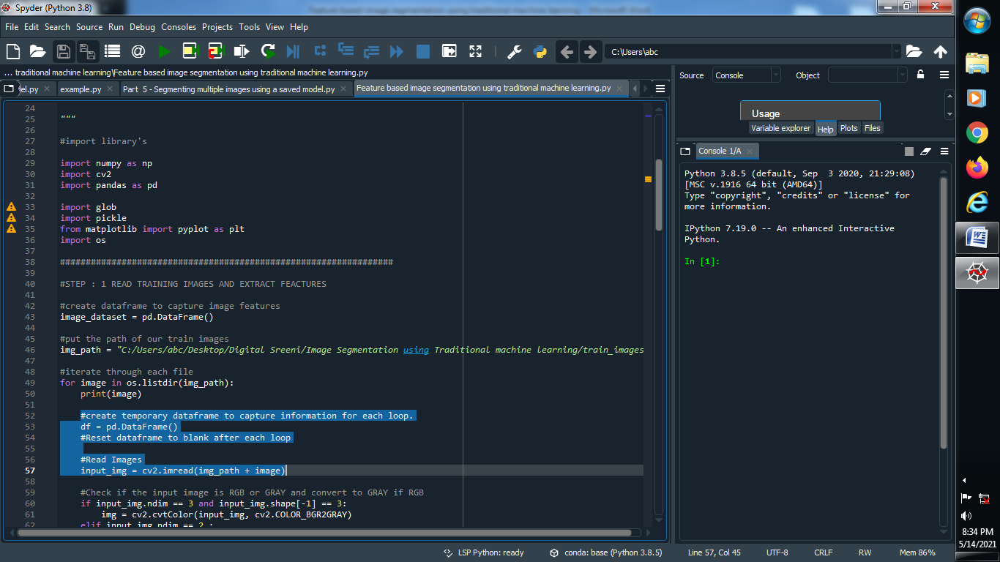 Feature based image segmentation using traditional machine learning - Microsoft Word
Spyder (Python 3.8)
File Edit Search Source Run Debug Consoles Projects Tools View Help
C:\Users\abc
... traditional machine learning\Feature based image segmentation using traditional machine learning.py
el.py
example.py
Part 5 - Segmenting multiple images using a saved model.py
Feature based image segmentation using traditional machine learning.py
24
25 """
26
27 #import library's
28
29 import numpy as np
30 import cv2
31 import pandas as pd
32
33 import glob
34 import pickle
35 from matplotlib import pyplot as plt
36 import os
37
38 #################################################################
39
40 #STEP : 1 READ TRAINING IMAGES AND EXTRACT FEACTURES
41
42 #create dataframe to capture image features
43 image_dataset = pd.DataFrame()
44
45 #put the path of our train images
46 img_path = "C:/Users/abc/Desktop/Digital Sreeni/Image Segmentation using Traditional machine learning/train_images
47
48 #iterate through each file
49 for image in os.listdir(img_path):
50 print(image)
51
52 #create temporary dataframe to capture information for each loop.
53 df = pd.DataFrame()
54 #Reset dataframe to blank after each loop
55
56 #Read Images
57 input_img = cv2.imread(img_path + image)
58
59 #Check if the input image is RGB or GRAY and convert to GRAY if RGB
60 if input_img.ndim == 3 and input_img.shape[-1] == 3:
61 img = cv2.cvtColor(input_img, cv2.COLOR_BGR2GRAY)
62 elif input_img.ndim == 2 :
Source Console Object
Usage
Variable explorer Help Plots Files
Console 1/A
Python 3.8.5 (default, Sep 3 2020, 21:29:08)
[MSC v.1916 64 bit (AMD64)]
Type "copyright", "credits" or "license" for
more information.
IPython 7.19.0 -- An enhanced Interactive
Python.
In [1]:
LSP Python: ready conda: base (Python 3.8.5) Line 57, Col 45 UTF-8 CRLF RW Mem 86%
8:34 PM
5/14/2021